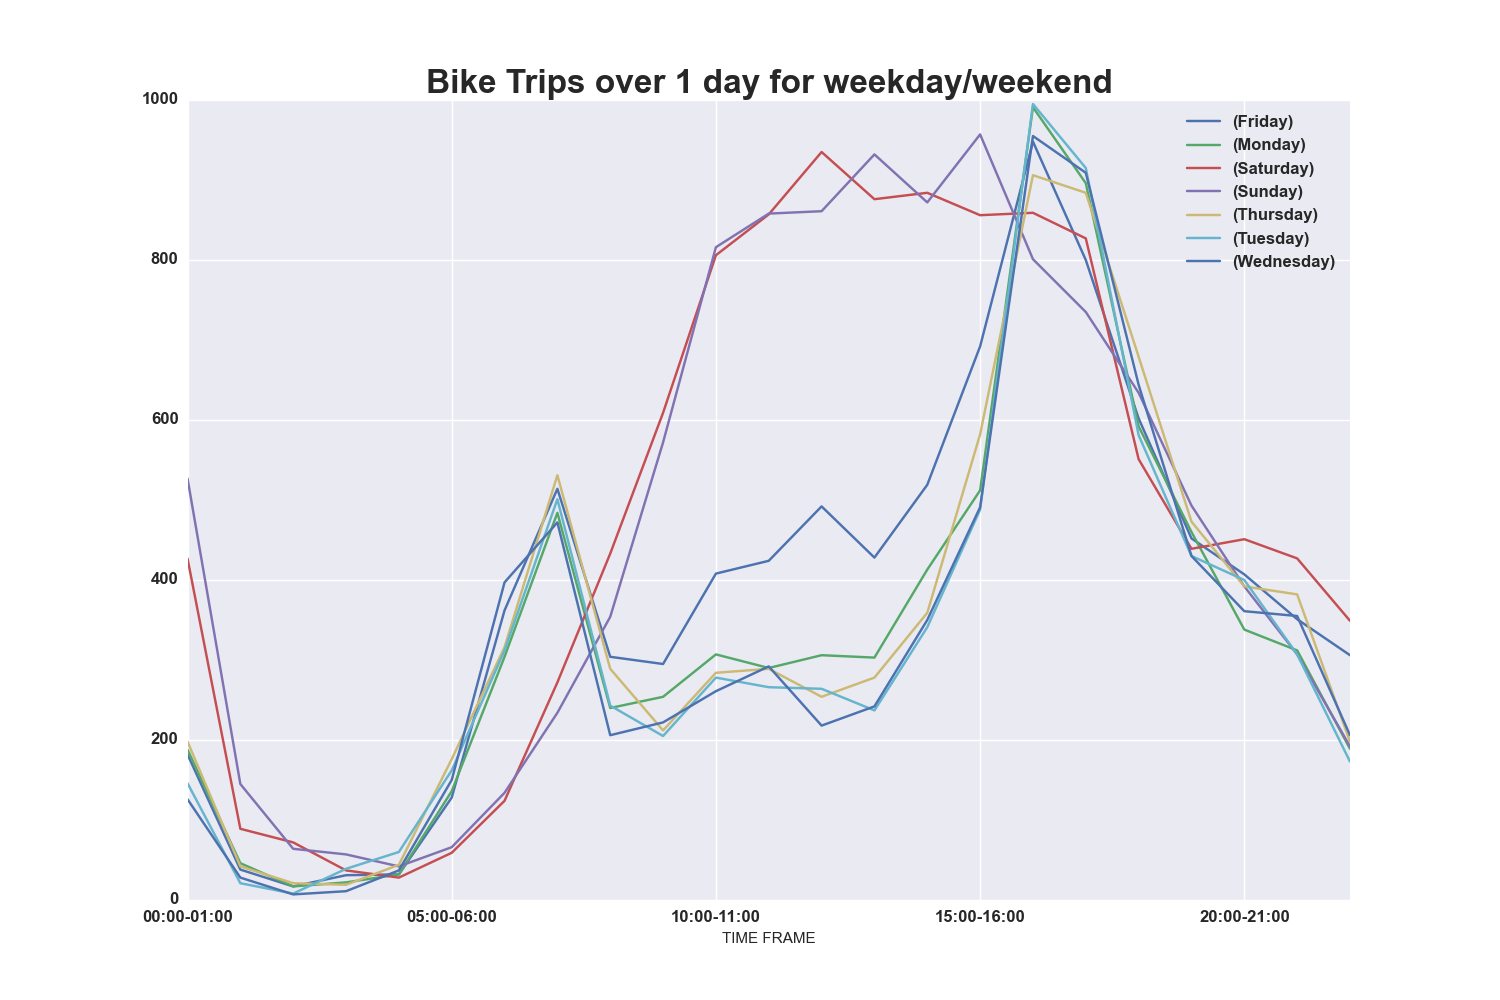 Bike Trips over 1 day for weekday/weekend
1000
800
600
400
200
0
(Friday)
(Monday)
(Saturday)
(Sunday)
(Thursday)
(Tuesday)
(Wednesday)
00:00-01:00 05:00-06:00 10:00-11:00 15:00-16:00 20:00-21:00
TIME FRAME